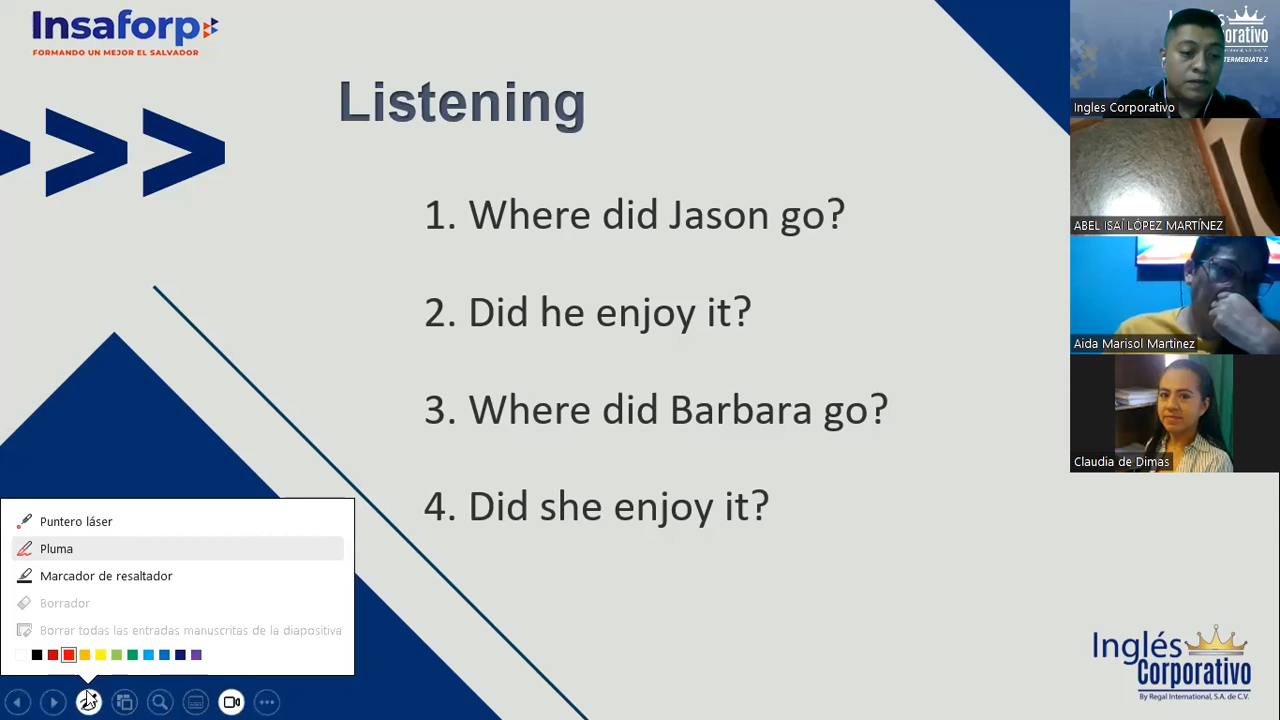 Insaforp
FORMANDO UN MEJOR EL SALVADOR
Listening
1. Where did Jason go?
2. Did he enjoy it?
3. Where did Barbara go?
4. Did she enjoy it?
Puntero láser
Pluma
Marcador de resaltador
Borrador
Borrar todas las entradas manuscritas de la diapositiva
Inglés
Corporativo
By Regal International, S.A. de C.V.
Ingles Corporativo
ABEL ISAÍ LÓPEZ MARTÍNEZ
Aida Marisol Martinez
Claudia de Dimas